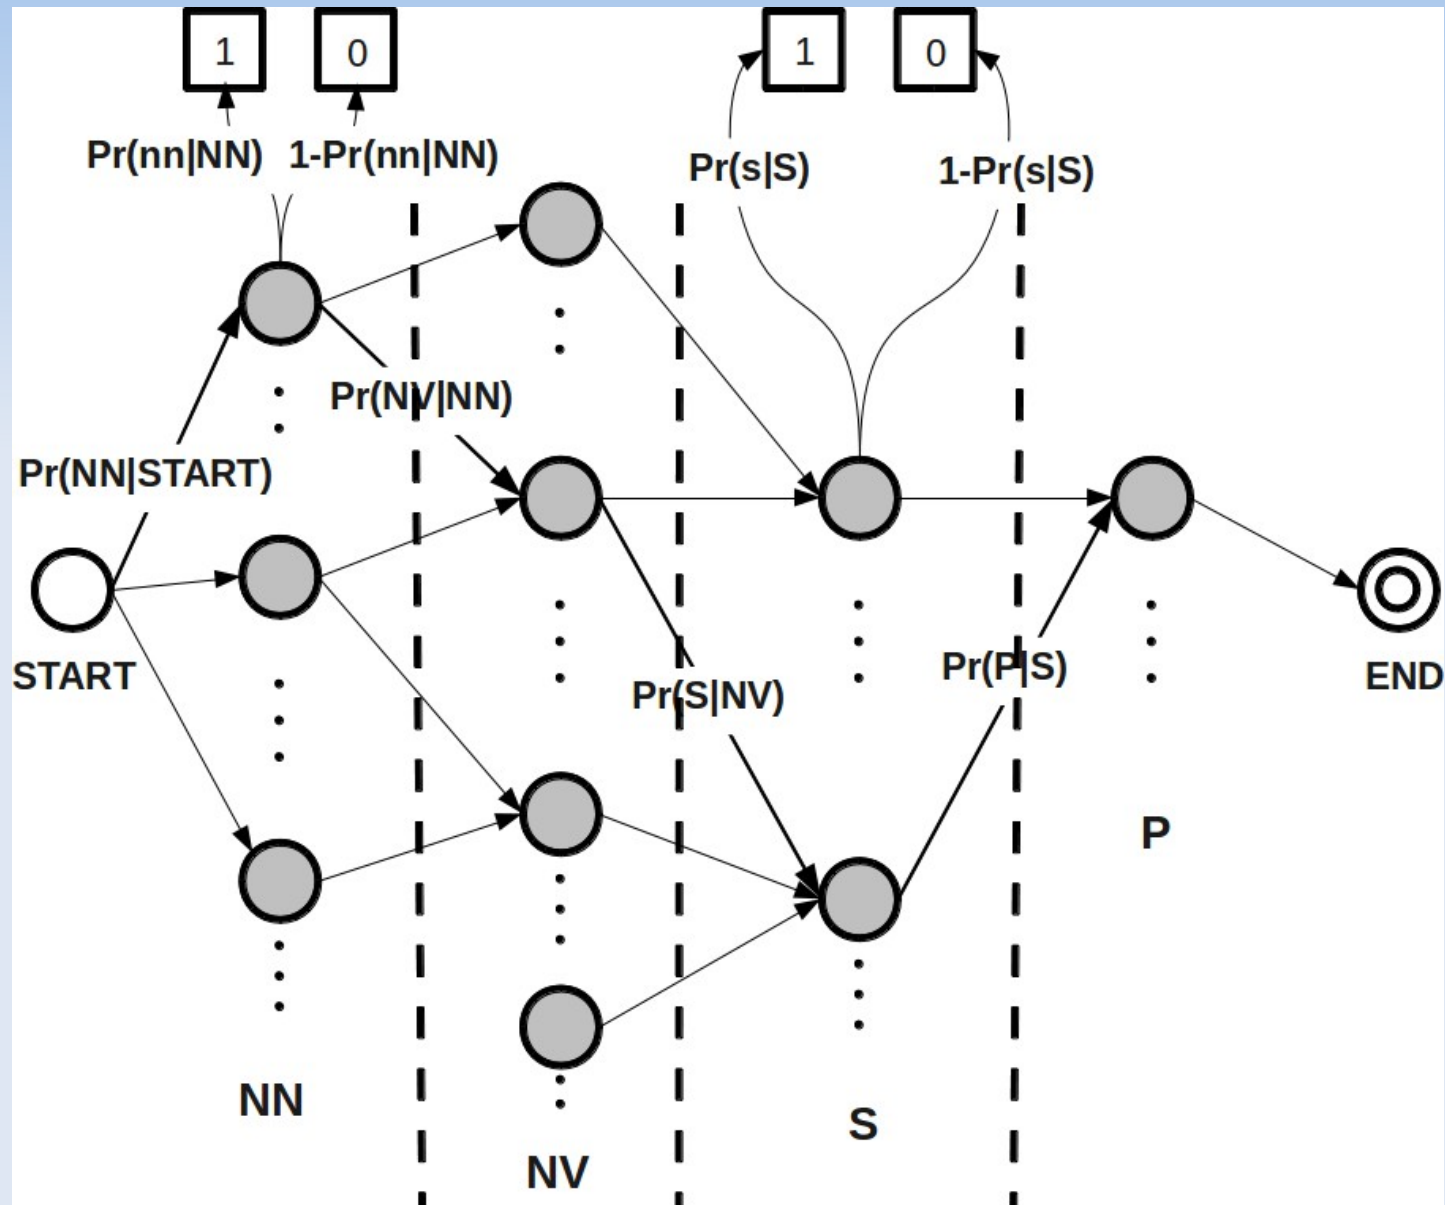 1 0 1 0
Pr(nn|NN) 1-Pr(nn|NN) Pr(s|S) 1-Pr(s|S)
Pr(NV|NN)
Pr(NN|START)
START Pr(S|NV) Pr(P|S) END
P
NN
S
NV